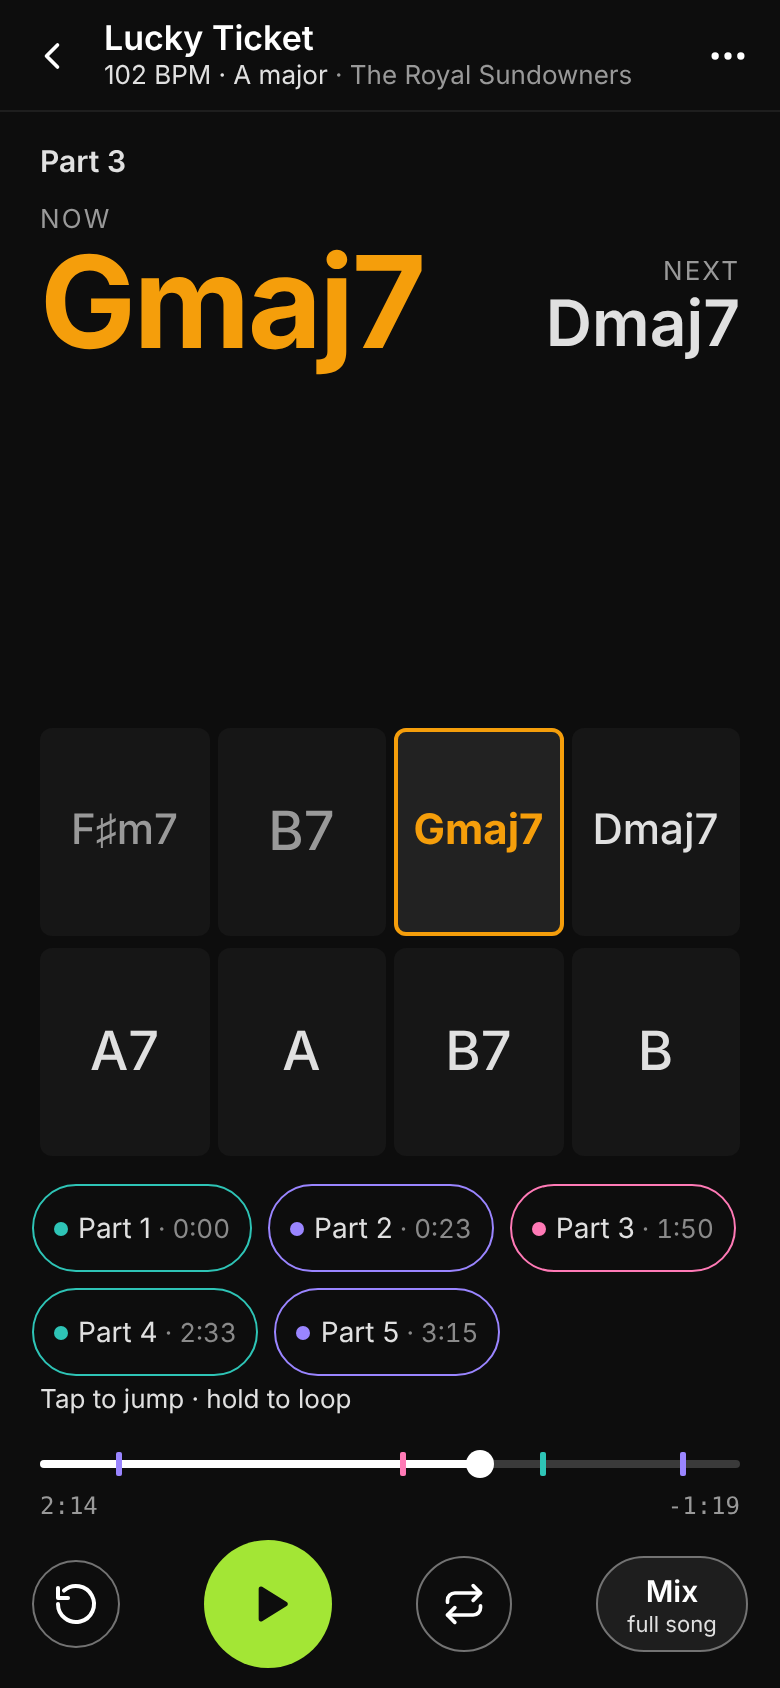 Lucky Ticket
102 BPM · A major · The Royal Sundowners
Part 3
NOW
Gmaj7
NEXT
Dmaj7
F♯m7
B7
Gmaj7
Dmaj7
A7
A
B7
B
Part 1 · 0:00
Part 2 · 0:23
Part 3 · 1:50
Part 4 · 2:33
Part 5 · 3:15
Tap to jump · hold to loop
2:14
-1:19
Mix
full song